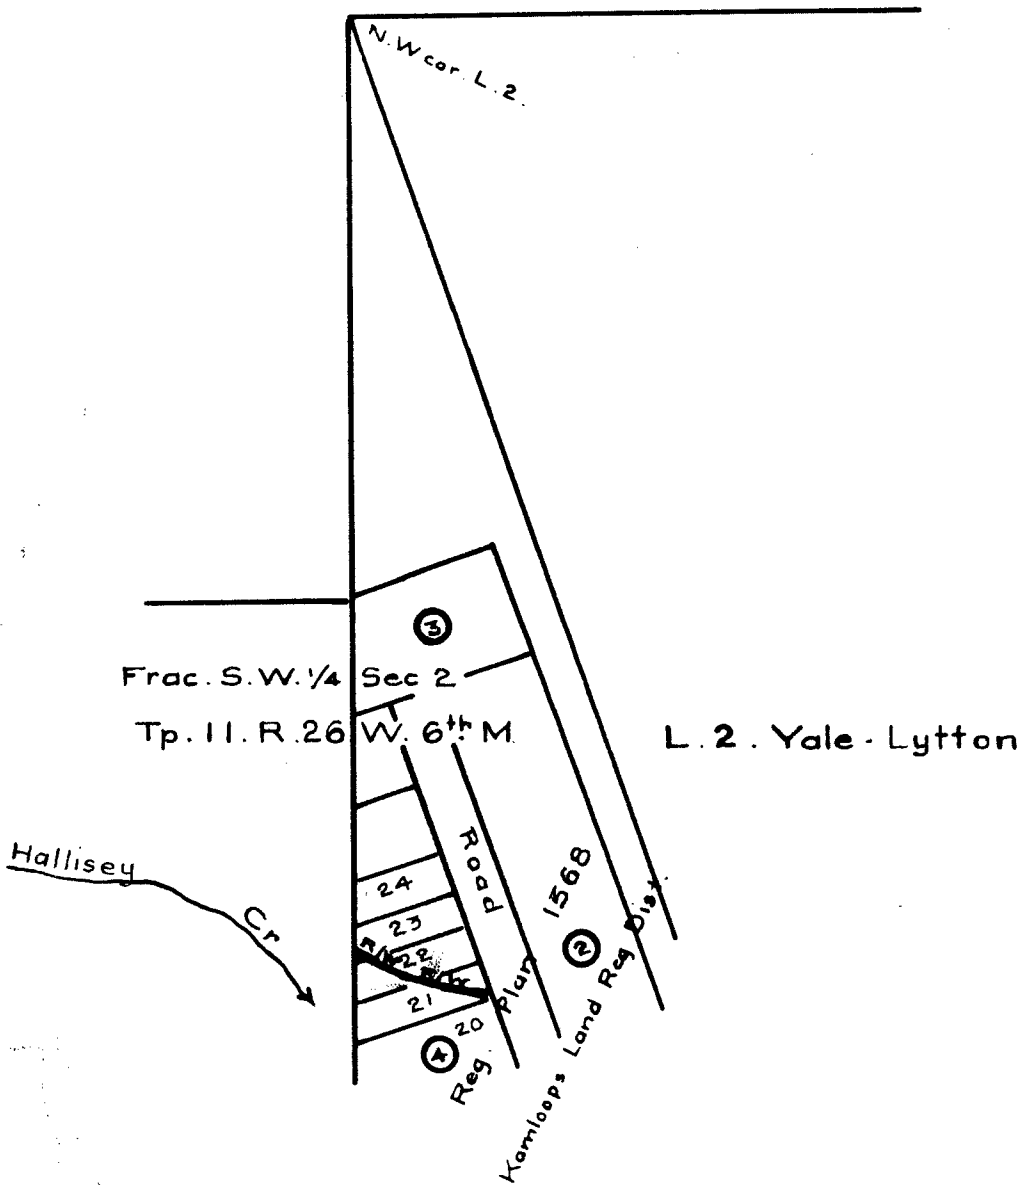 N.W cor. L.2.
3
Frac. S.W. 1/4 Sec 2
Tp. 11. R. 26 W. 6th M.
L.2. Yale-Lytton
Road
Hallisey
Cr
24
23
R/W 22
R/W
21
20
4
2
Reg. Plan 1368
Kamloops Land Reg Dist.